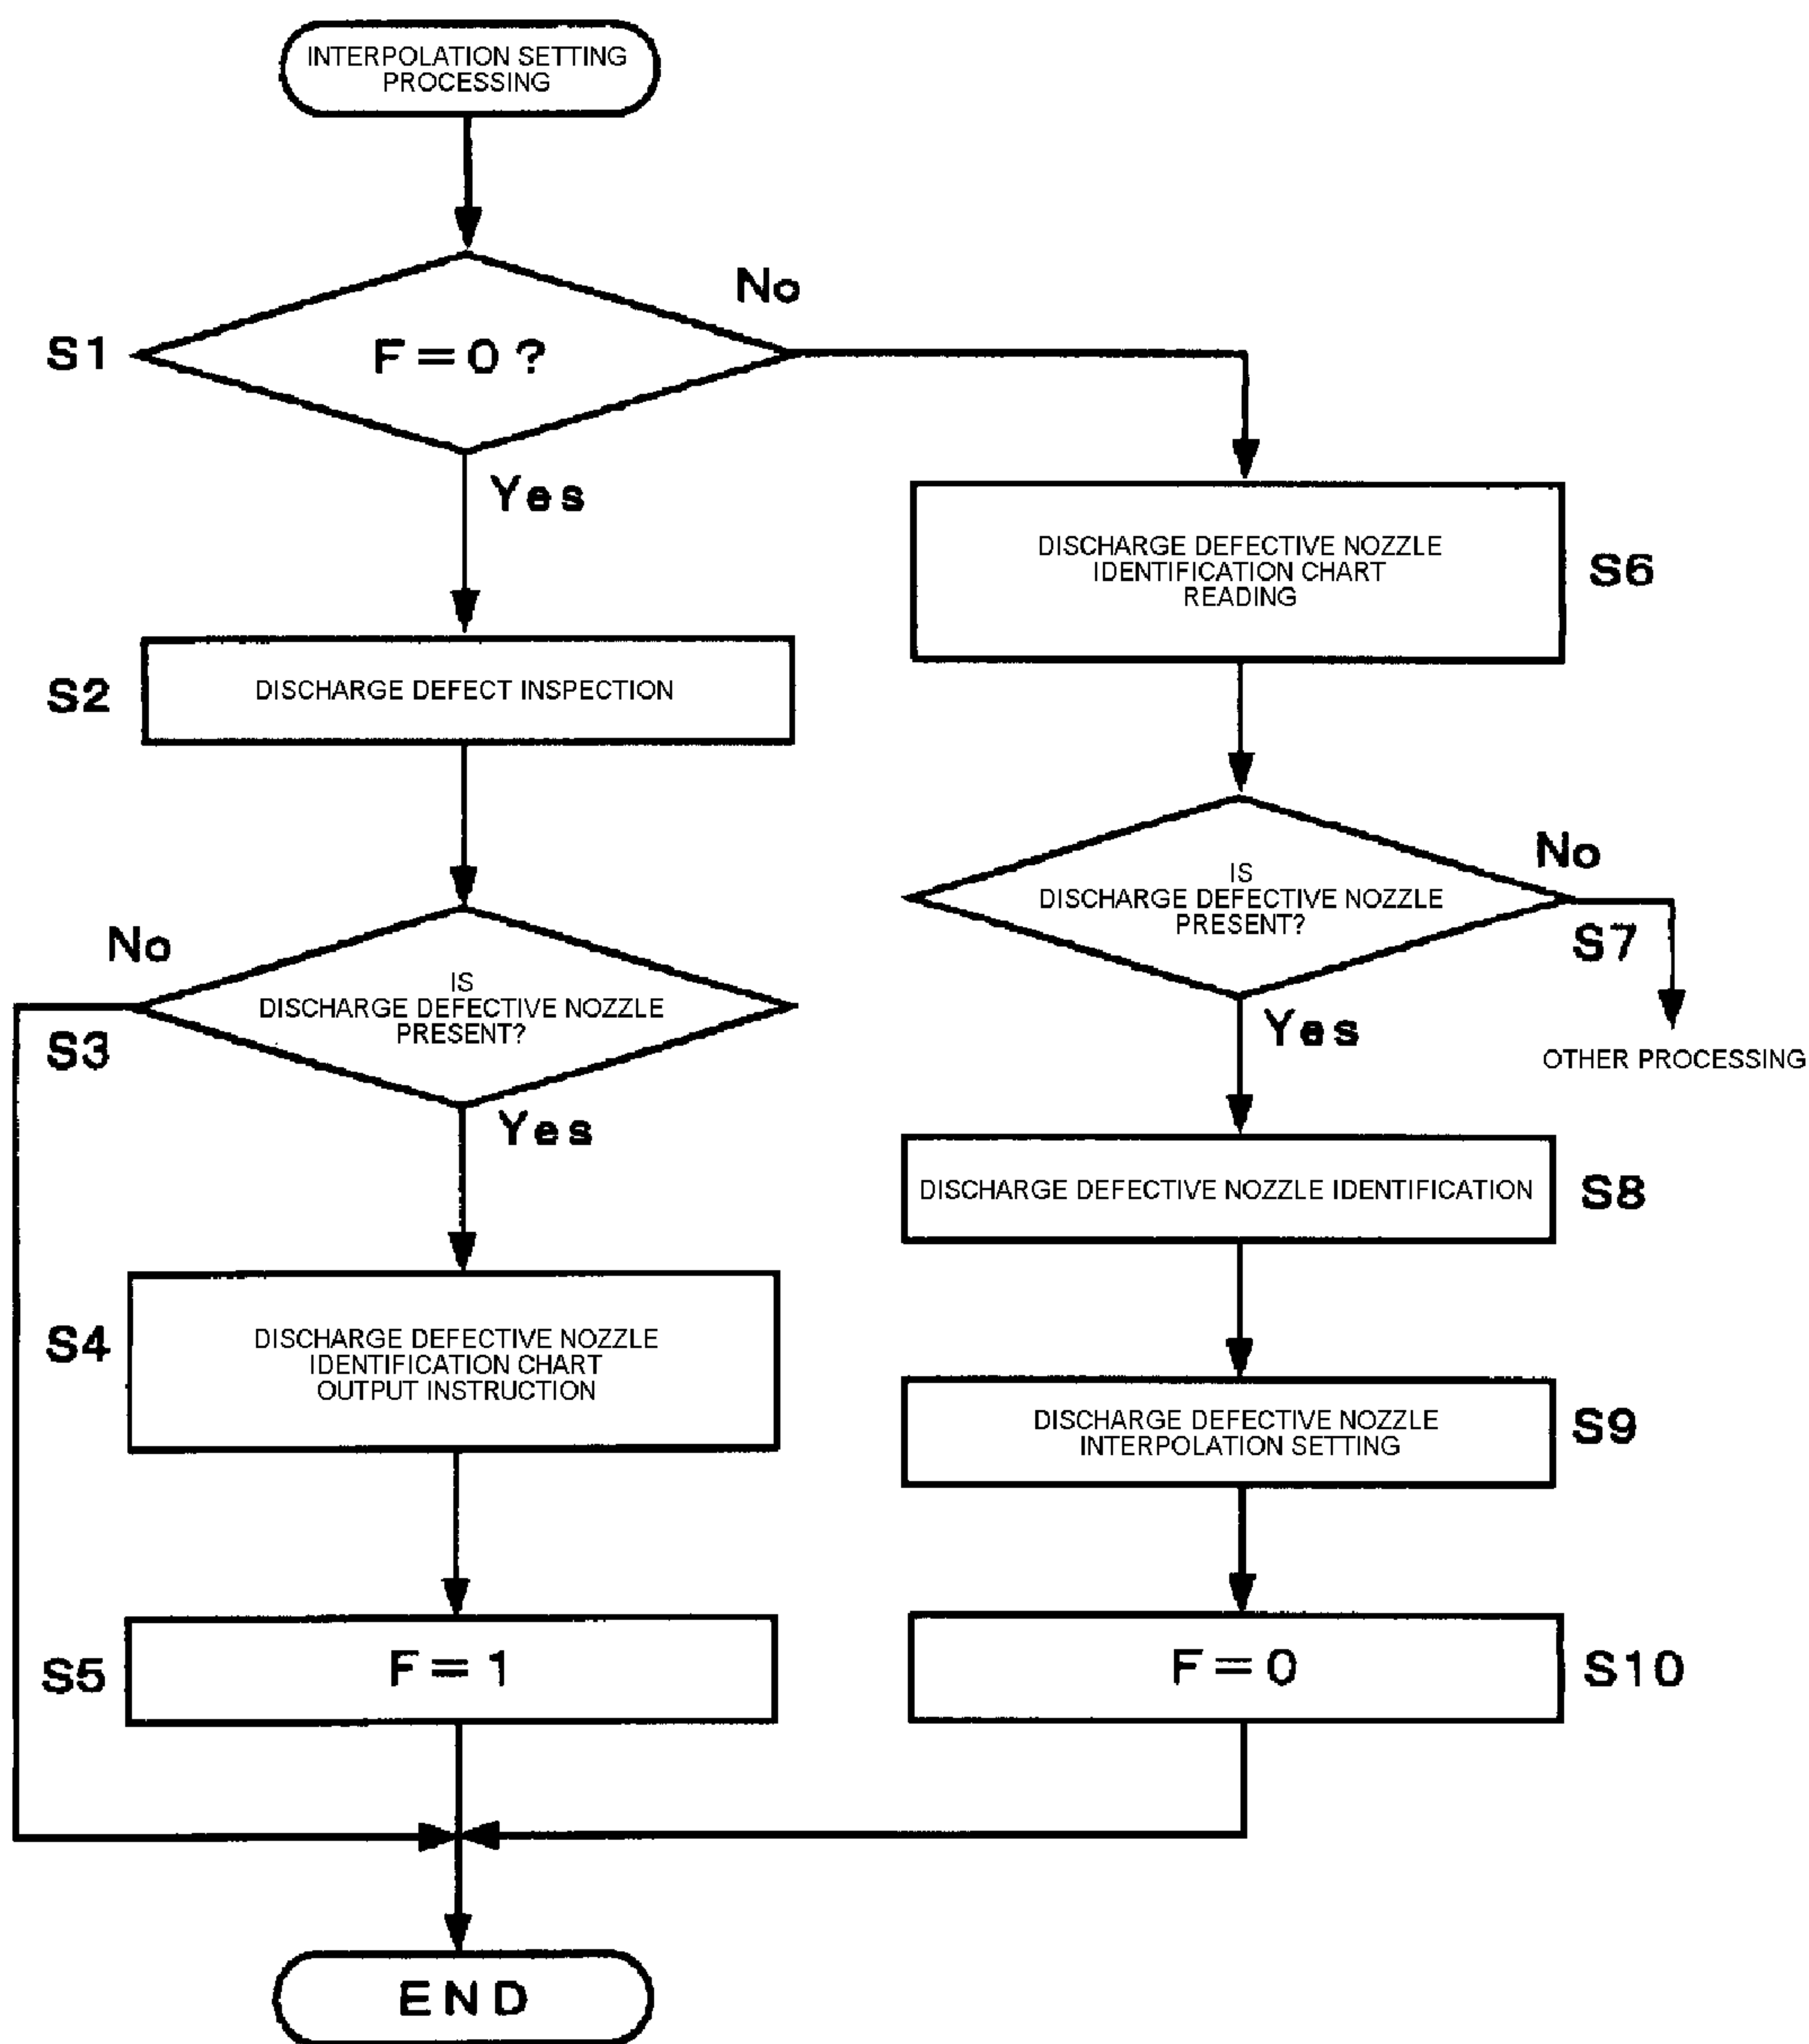 INTERPOLATION SETTING
PROCESSING
S1
F=0?
No
Yes
S2
DISCHARGE DEFECT INSPECTION
No
S3
IS
DISCHARGE DEFECTIVE NOZZLE
PRESENT?
Yes
S4
DISCHARGE DEFECTIVE NOZZLE
IDENTIFICATION CHART
OUTPUT INSTRUCTION
S5
F=1
DISCHARGE DEFECTIVE NOZZLE
IDENTIFICATION CHART
READING
S6
IS
DISCHARGE DEFECTIVE NOZZLE
PRESENT?
No
S7
OTHER PROCESSING
Yes
DISCHARGE DEFECTIVE NOZZLE IDENTIFICATION
S8
DISCHARGE DEFECTIVE NOZZLE
INTERPOLATION SETTING
S9
F=0
S10
END